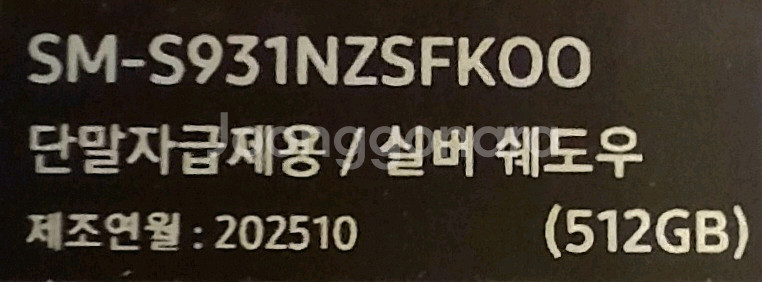 SM-S931NZSFKOO
단말자급제용 / 실버 쉐도우
제조연월 : 202510 (512GB)
Joonggonara